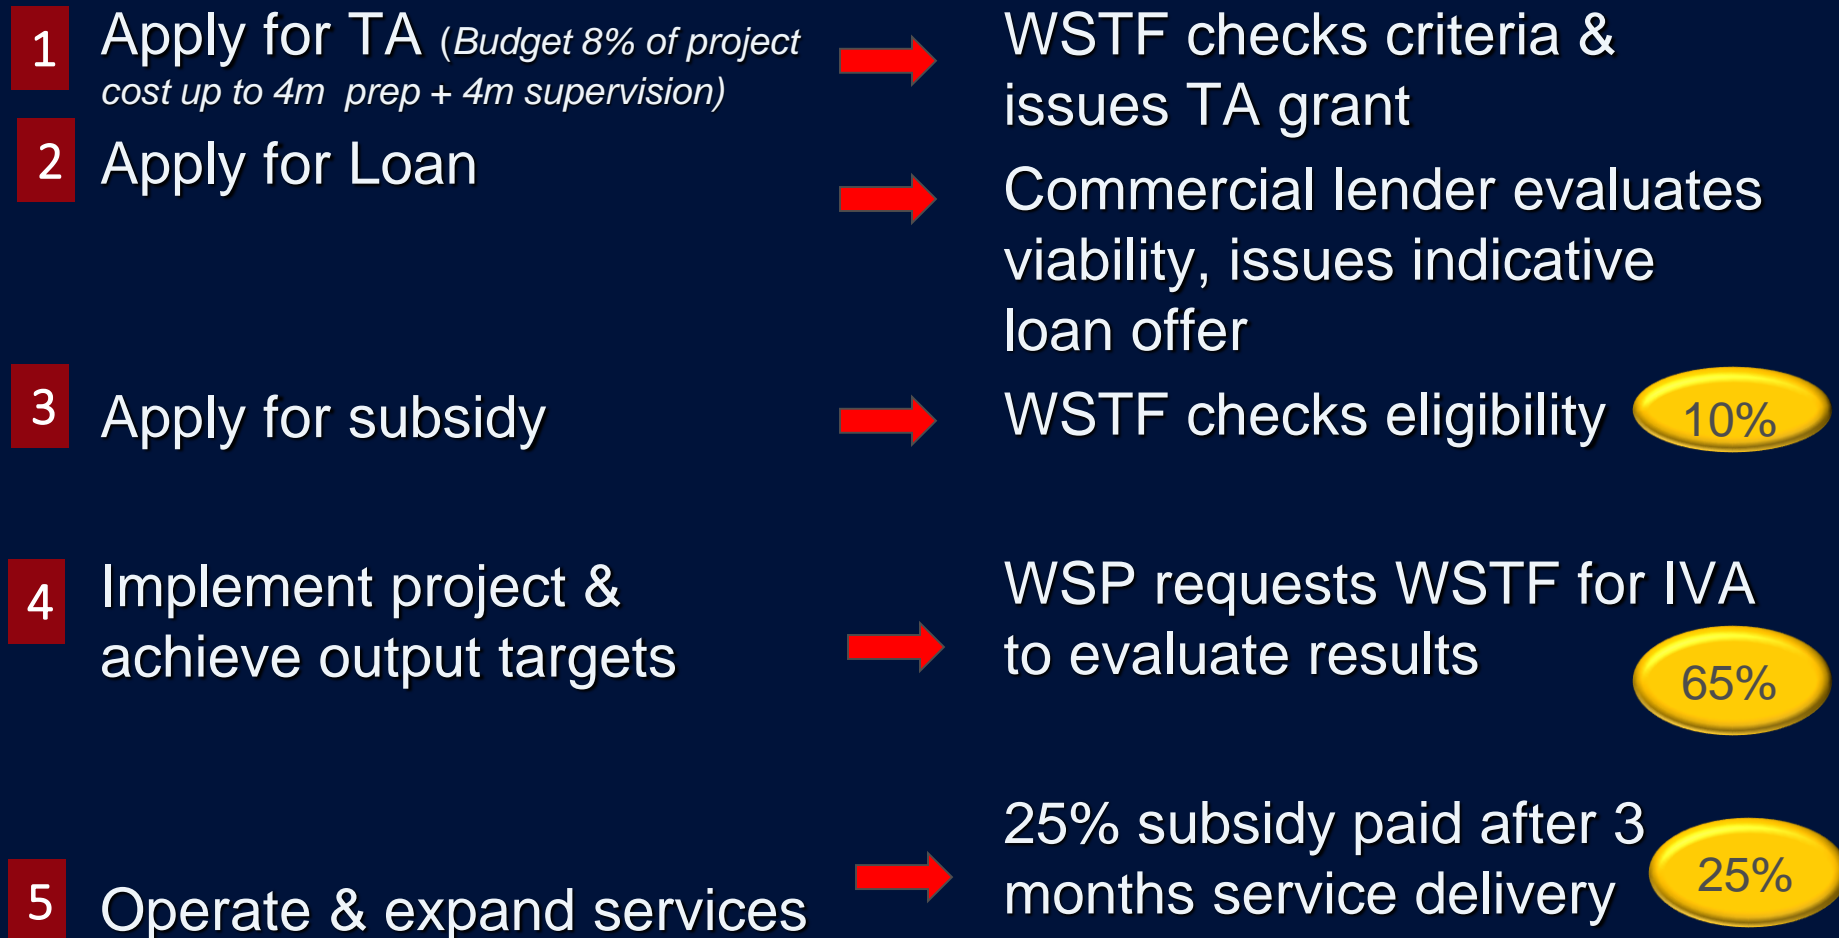 1 Apply for TA (Budget 8% of project
cost up to 4m prep + 4m supervision)
WSTF checks criteria &
issues TA grant
2 Apply for Loan
Commercial lender evaluates
viability, issues indicative
loan offer
3 Apply for subsidy
WSTF checks eligibility 10%
4 Implement project &
achieve output targets
WSP requests WSTF for IVA
to evaluate results
65%
5 Operate & expand services
25% subsidy paid after 3
months service delivery
25%